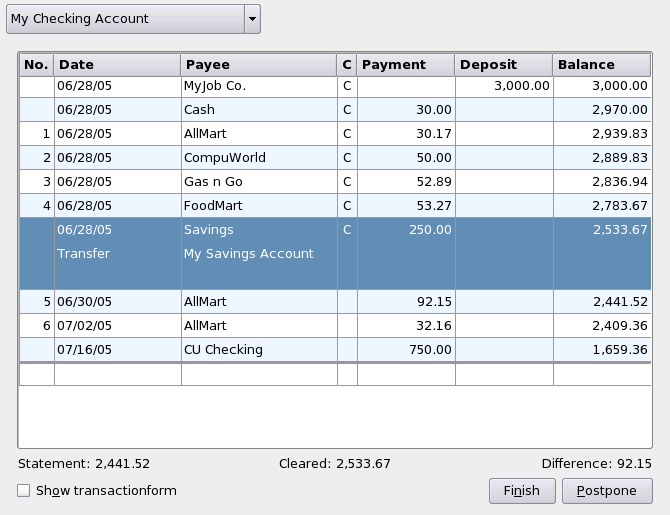 My Checking Account
No. Date Payee C Payment Deposit Balance
06/28/05 MyJob Co. C 3,000.00 3,000.00
06/28/05 Cash C 30.00 2,970.00
1 06/28/05 AllMart C 30.17 2,939.83
2 06/28/05 CompuWorld C 50.00 2,889.83
3 06/28/05 Gas n Go C 52.89 2,836.94
4 06/28/05 FoodMart C 53.27 2,783.67
06/28/05 Savings C 250.00 2,533.67
Transfer My Savings Account
5 06/30/05 AllMart 92.15 2,441.52
6 07/02/05 AllMart 32.16 2,409.36
07/16/05 CU Checking 750.00 1,659.36
Statement: 2,441.52 Cleared: 2,533.67 Difference: 92.15
Show transactionform Finish Postpone